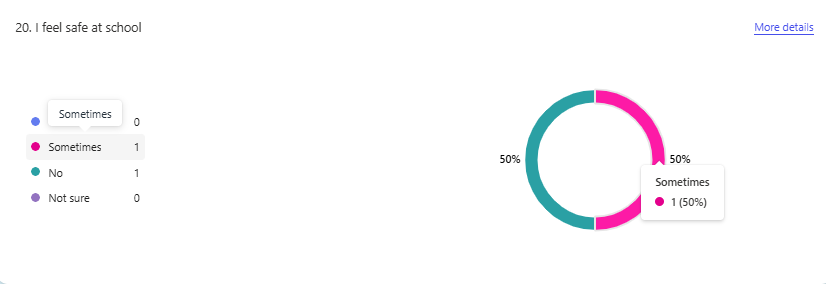 20. I feel safe at school
More details
Sometimes
0
Sometimes 1
No 1
Not sure 0
50%
50%
Sometimes
1 (50%)